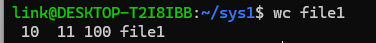 link@DESKTOP-T2I8IBB:~/sys1$ wc file1
 10  11 100 file1